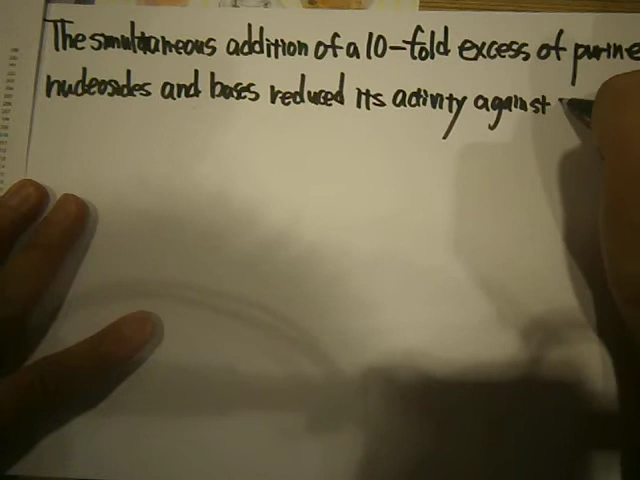 The simultaneous addition of a 10-fold excess of purine
nucleosides and bases reduced its activity against